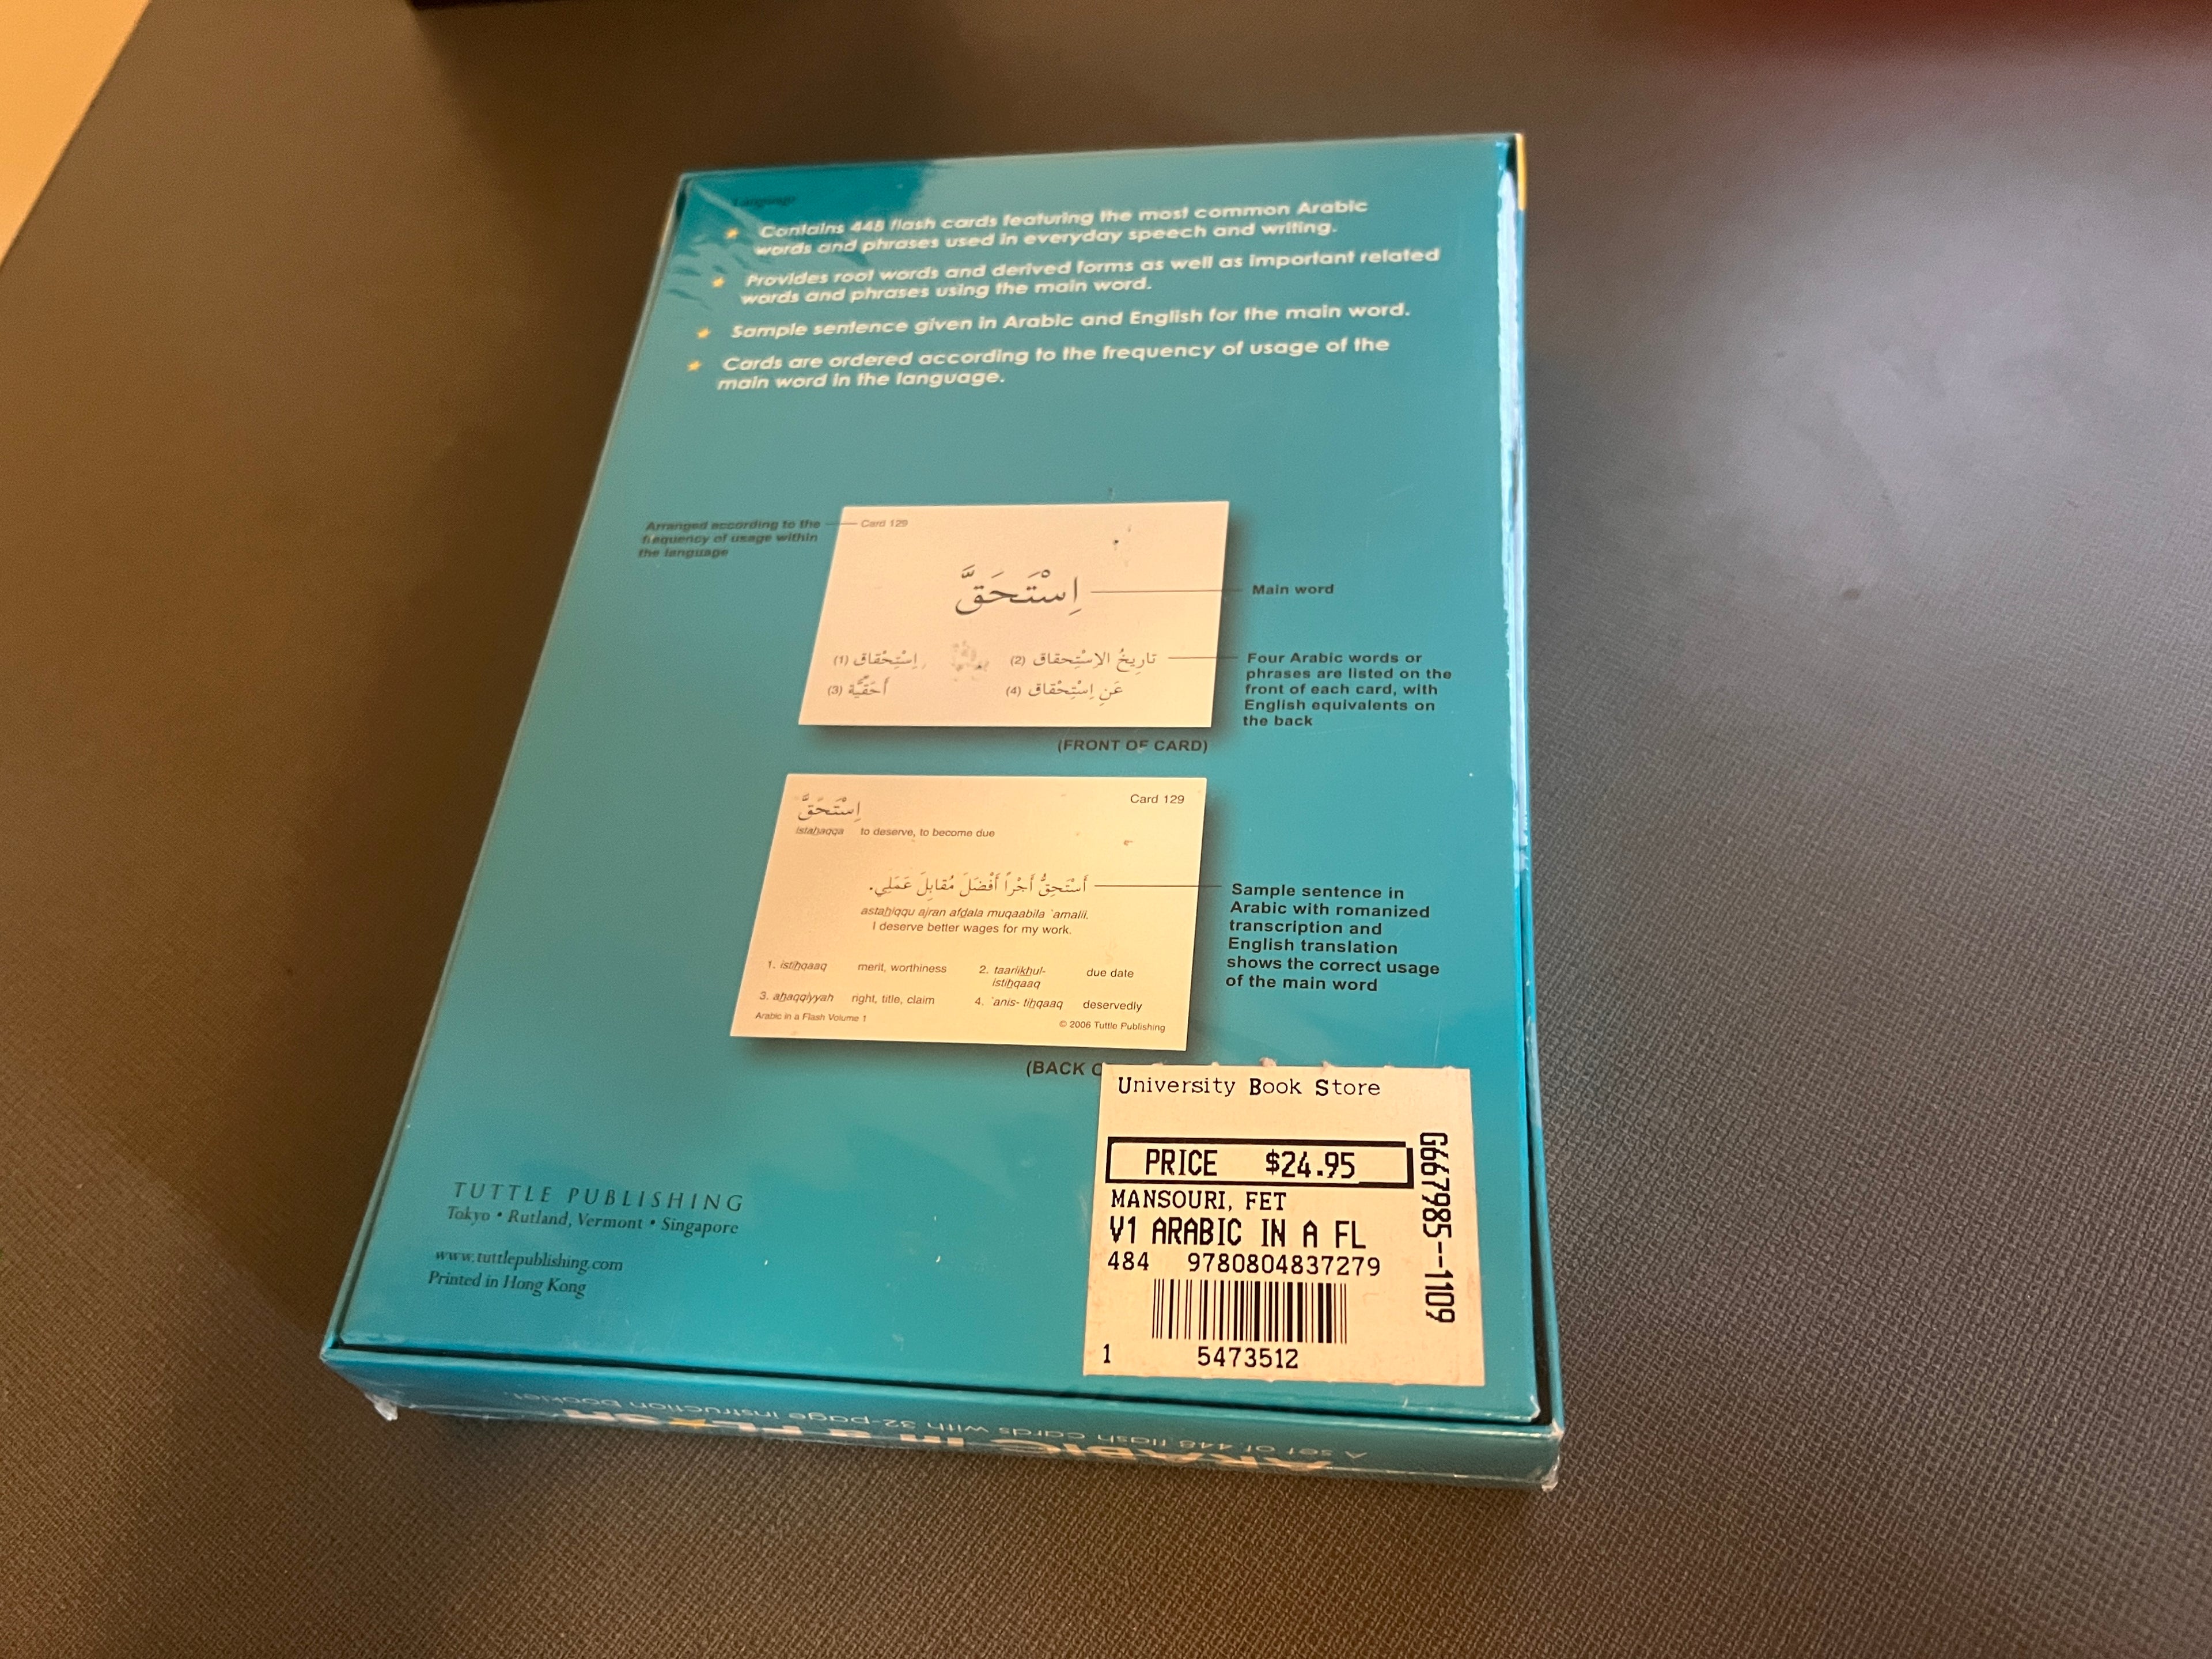 Language
Contains 448 flash cards featuring the most common Arabic
words and phrases used in everyday speech and writing.
Provides root words and derived forms as well as important related
words and phrases using the main word.
Sample sentence given in Arabic and English for the main word.
Cards are ordered according to the frequency of usage of the
main word in the language.
Arranged according to the
frequency of usage within
the language
Card 129
اِسْتَحَقَّ
Main word
(1) اِسْتِحْقاق
(2) تاريخُ الاِسْتِحقاق
(3) أَحَقِّيَّة
(4) عَنِ اِسْتِحْقاق
Four Arabic words or
phrases are listed on the
front of each card, with
English equivalents on
the back
(FRONT OF CARD)
اِسْتَحَقَّ
Card 129
istahaqqa to deserve, to become due
أَسْتَحِقُّ أَجْراً أَفْضَلَ مُقابِلَ عَمَلِي.
astahiqqu ajran afdala muqaabila `amalii.
I deserve better wages for my work.
1. istihqaaq merit, worthiness
2. taariikhul-
istihqaaq due date
3. ahaqqiyyah right, title, claim
4. `anis- tihqaaq deservedly
Arabic in a Flash Volume 1
© 2006 Tuttle Publishing
Sample sentence in
Arabic with romanized
transcription and
English translation
shows the correct usage
of the main word
(BACK
University Book Store
PRICE $24.95
MANSOURI, FET
V1 ARABIC IN A FL
484 9780804837279
1 5473512
G667985--1109
TUTTLE PUBLISHING
Tokyo • Rutland, Vermont • Singapore
www.tuttlepublishing.com
Printed in Hong Kong
ARABIC in a FLASH
A set of 448 flash cards with 32-page instruction booklet.